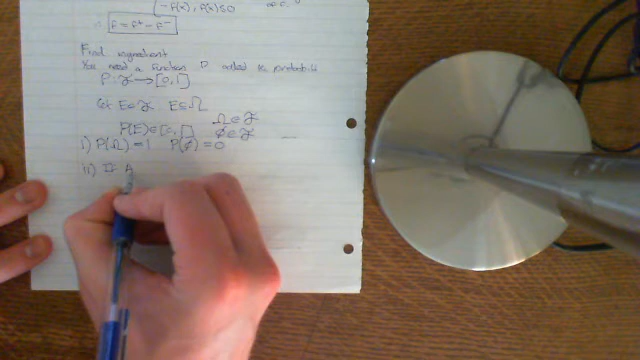 -f(x), f(x)≤0
∴ f = f⁺ - f⁻
Final ingredient
You need a function P called the probability
P: 𝓕 → [0,1]
Let E∈𝓕 E⊆Ω
P(E)∈[0,1] Ω∈𝓕
∅∈𝓕
i) P(Ω)=1 P(∅)=0
ii) If A